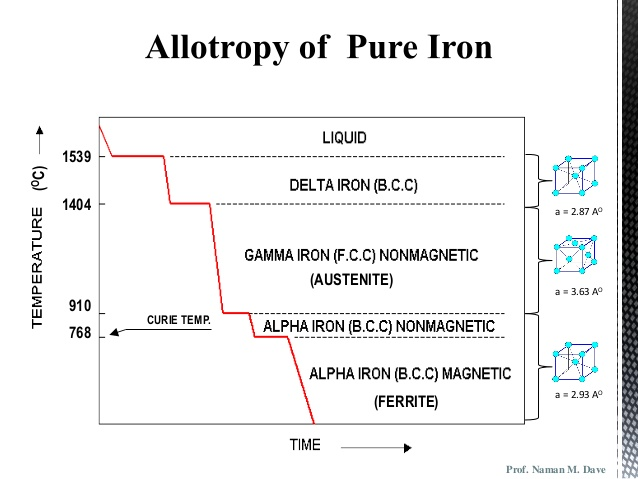 Allotropy of Pure Iron
TEMPERATURE (⁰C)
1539
1404
910
768
LIQUID
DELTA IRON (B.C.C)
GAMMA IRON (F.C.C) NONMAGNETIC
(AUSTENITE)
CURIE TEMP.
ALPHA IRON (B.C.C) NONMAGNETIC
ALPHA IRON (B.C.C) MAGNETIC
(FERRITE)
a = 2.87 A⁰
a = 3.63 A⁰
a = 2.93 A⁰
TIME
Prof. Naman M. Dave